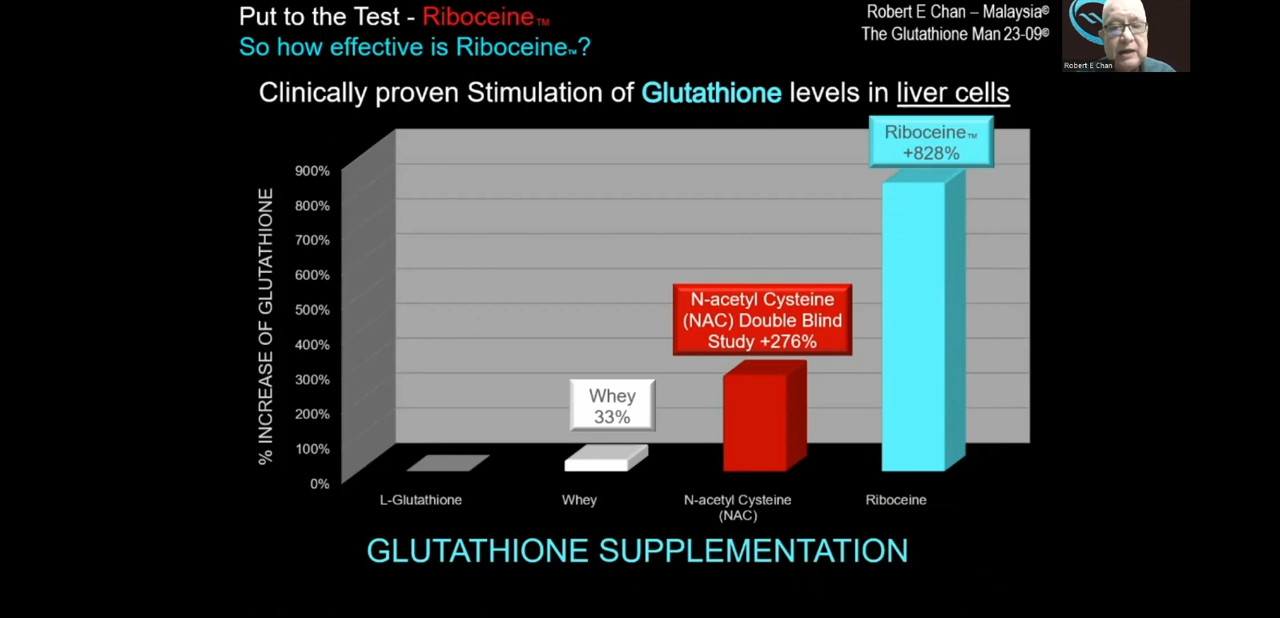 Put to the Test - Riboceine™
So how effective is Riboceine™?
Robert E Chan – Malaysia©
The Glutathione Man 23-09©
Robert E Chan
Clinically proven Stimulation of Glutathione levels in liver cells
% INCREASE OF GLUTATHIONE
900%
800%
700%
600%
500%
400%
300%
200%
100%
0%
Whey
33%
N-acetyl Cysteine
(NAC) Double Blind
Study +276%
Riboceine™
+828%
L-Glutathione
Whey
N-acetyl Cysteine
(NAC)
Riboceine
GLUTATHIONE SUPPLEMENTATION